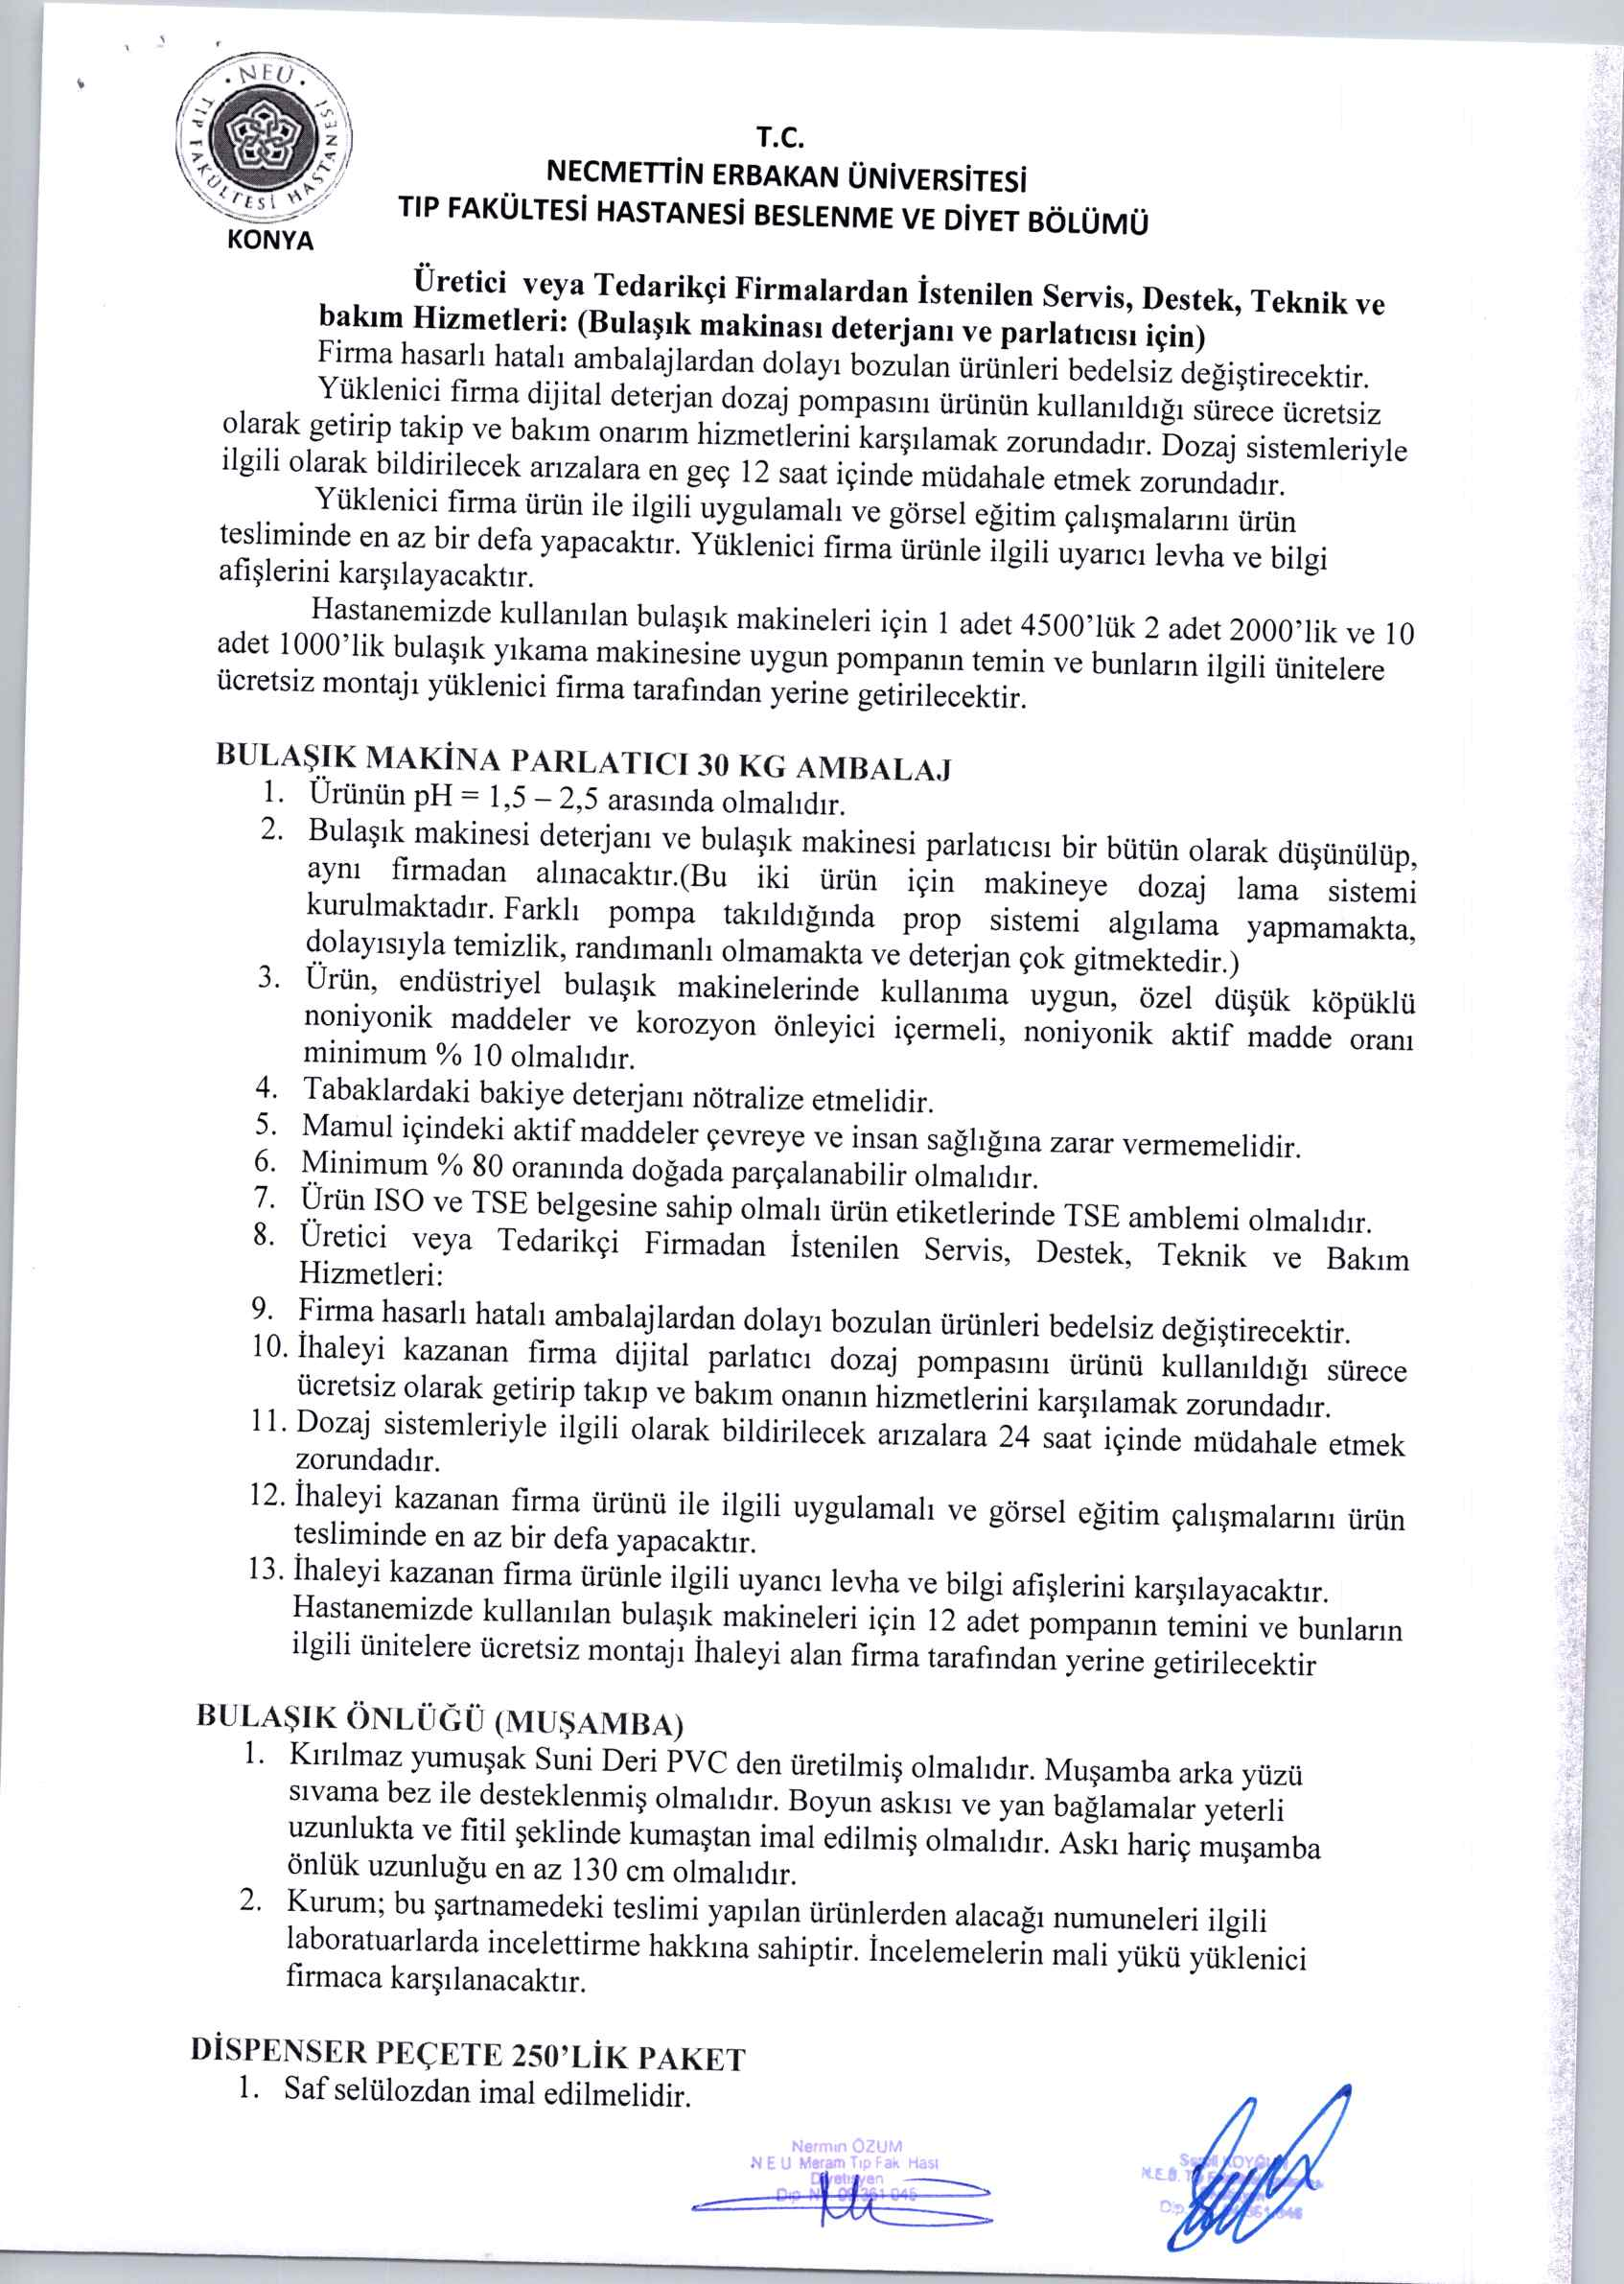 NEÜ
TIP FAKÜLTESİ HASTANESİ
KONYA
T.C.
NECMETTİN ERBAKAN ÜNİVERSİTESİ
TIP FAKÜLTESİ HASTANESİ BESLENME VE DİYET BÖLÜMÜ
Üretici veya Tedarikçi Firmalardan İstenilen Servis, Destek, Teknik ve
bakım Hizmetleri: (Bulaşık makinası deterjanı ve parlatıcısı için)
Firma hasarlı hatalı ambalajlardan dolayı bozulan ürünleri bedelsiz değiştirecektir.
Yüklenici firma dijital deterjan dozaj pompasını ürünün kullanıldığı sürece ücretsiz
olarak getirip takip ve bakım onarım hizmetlerini karşılamak zorundadır. Dozaj sistemleriyle
ilgili olarak bildirilecek arızalara en geç 12 saat içinde müdahale etmek zorundadır.
Yüklenici firma ürün ile ilgili uygulamalı ve görsel eğitim çalışmalarını ürün
tesliminde en az bir defa yapacaktır. Yüklenici firma ürünle ilgili uyarıcı levha ve bilgi
afişlerini karşılayacaktır.
Hastanemizde kullanılan bulaşık makineleri için 1 adet 4500’lük 2 adet 2000’lik ve 10
adet 1000’lik bulaşık yıkama makinesine uygun pompanın temin ve bunların ilgili ünitelere
ücretsiz montajı yüklenici firma tarafından yerine getirilecektir.
BULAŞIK MAKİNA PARLATICI 30 KG AMBALAJ
1. Ürünün pH = 1,5 – 2,5 arasında olmalıdır.
2. Bulaşık makinesi deterjanı ve bulaşık makinesi parlatıcısı bir bütün olarak düşünülüp,
aynı firmadan alınacaktır.(Bu iki ürün için makineye dozaj lama sistemi
kurulmaktadır. Farklı pompa takıldığında prop sistemi algılama yapmamakta,
dolayısıyla temizlik, randımanlı olmamakta ve deterjan çok gitmektedir.)
3. Ürün, endüstriyel bulaşık makinelerinde kullanıma uygun, özel düşük köpüklü
noniyonik maddeler ve korozyon önleyici içermeli, noniyonik aktif madde oranı
minimum % 10 olmalıdır.
4. Tabaklardaki bakiye deterjanı nötralize etmelidir.
5. Mamul içindeki aktif maddeler çevreye ve insan sağlığına zarar vermemelidir.
6. Minimum % 80 oranında doğada parçalanabilir olmalıdır.
7. Ürün ISO ve TSE belgesine sahip olmalı ürün etiketlerinde TSE amblemi olmalıdır.
8. Üretici veya Tedarikçi Firmadan İstenilen Servis, Destek, Teknik ve Bakım
Hizmetleri:
9. Firma hasarlı hatalı ambalajlardan dolayı bozulan ürünleri bedelsiz değiştirecektir.
10. İhaleyi kazanan firma dijital parlatıcı dozaj pompasını ürünü kullanıldığı sürece
ücretsiz olarak getirip takıp ve bakım onanın hizmetlerini karşılamak zorundadır.
11. Dozaj sistemleriyle ilgili olarak bildirilecek arızalara 24 saat içinde müdahale etmek
zorundadır.
12. İhaleyi kazanan firma ürünü ile ilgili uygulamalı ve görsel eğitim çalışmalarını ürün
tesliminde en az bir defa yapacaktır.
13. İhaleyi kazanan firma ürünle ilgili uyancı levha ve bilgi afişlerini karşılayacaktır.
Hastanemizde kullanılan bulaşık makineleri için 12 adet pompanın temini ve bunların
ilgili ünitelere ücretsiz montajı İhaleyi alan firma tarafından yerine getirilecektir
BULAŞIK ÖNLÜĞÜ (MUŞAMBA)
1. Kırılmaz yumuşak Suni Deri PVC den üretilmiş olmalıdır. Muşamba arka yüzü
sıvama bez ile desteklenmiş olmalıdır. Boyun askısı ve yan bağlamalar yeterli
uzunlukta ve fitil şeklinde kumaştan imal edilmiş olmalıdır. Askı hariç muşamba
önlük uzunluğu en az 130 cm olmalıdır.
2. Kurum; bu şartnamedeki teslimi yapılan ürünlerden alacağı numuneleri ilgili
laboratuarlarda incelettirme hakkına sahiptir. İncelemelerin mali yükü yüklenici
firmaca karşılanacaktır.
DİSPENSER PEÇETE 250’LİK PAKET
1. Saf selülozdan imal edilmelidir.
Nermin ÖZUM
N E U Meram Tıp Fak Hast
Diyetisyen